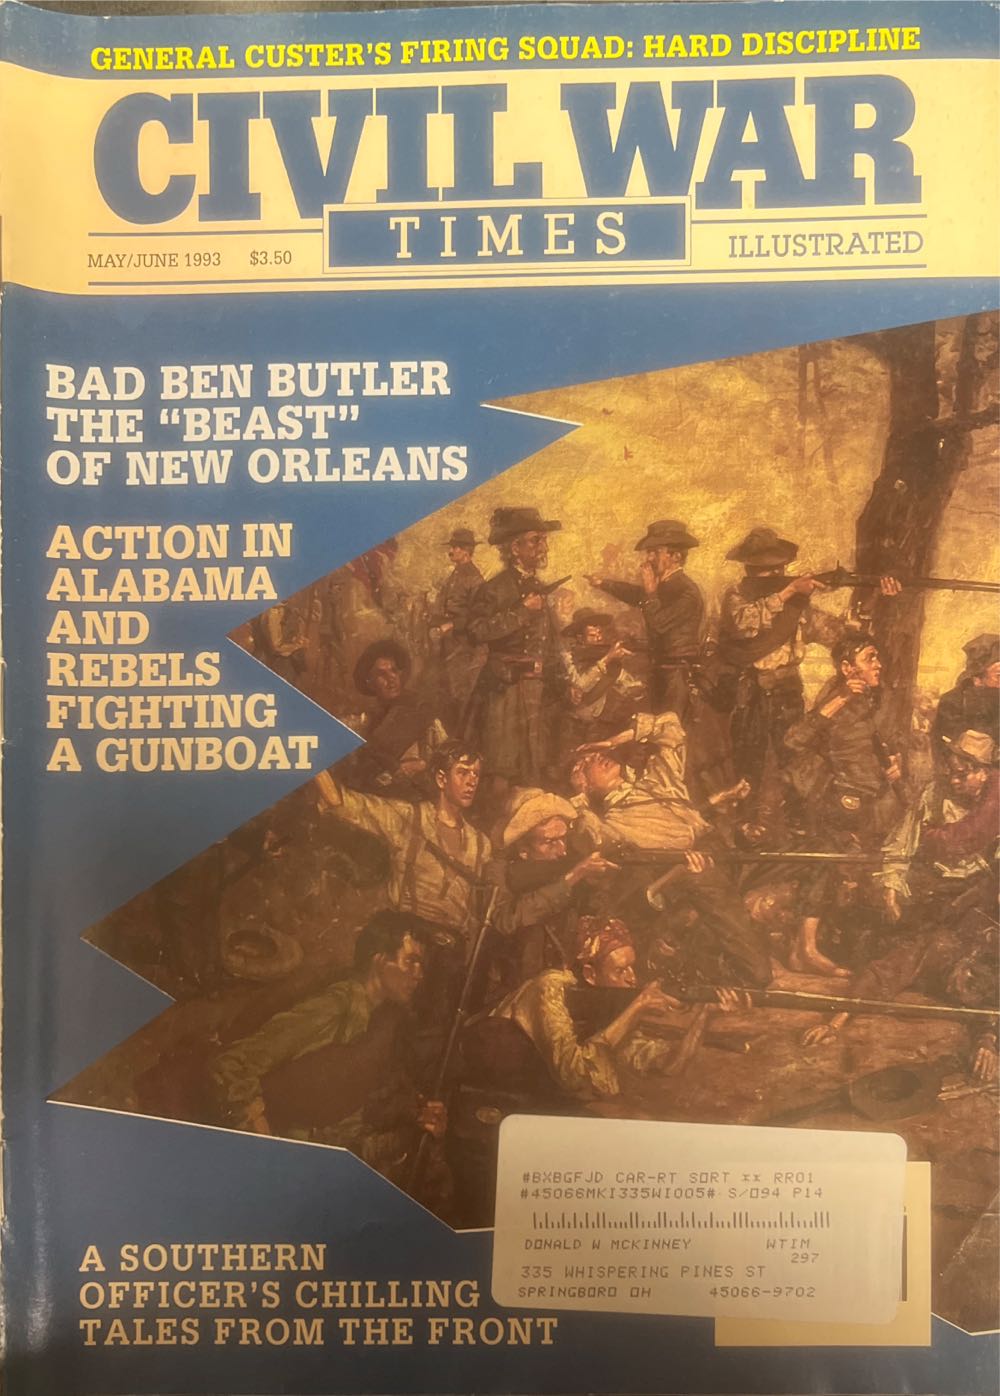 GENERAL CUSTER'S FIRING SQUAD: HARD DISCIPLINE
CIVIL WAR
TIMES
ILLUSTRATED
MAY/JUNE 1993 $3.50
BAD BEN BUTLER
THE “BEAST”
OF NEW ORLEANS
ACTION IN
ALABAMA
AND
REBELS
FIGHTING
A GUNBOAT
A SOUTHERN
OFFICER'S CHILLING
TALES FROM THE FRONT
#BXBGFJD CAR-RT SORT ** RR01
#45066MKI335WI005# S/094 P14
DONALD W MCKINNEY WTIM
297
335 WHISPERING PINES ST
SPRINGBORO OH 45066-9702